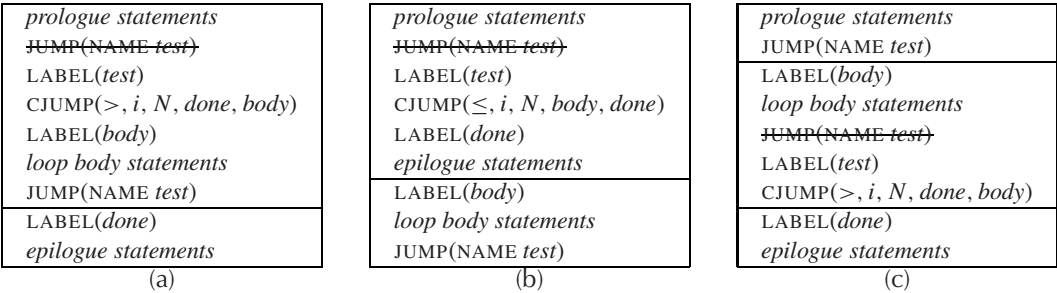 prologue statements
JUMP(NAME test)
LABEL(test)
CJUMP(>, i, N, done, body)
LABEL(body)
loop body statements
JUMP(NAME test)
LABEL(done)
epilogue statements
(a)
prologue statements
JUMP(NAME test)
LABEL(test)
CJUMP(≤, i, N, body, done)
LABEL(done)
epilogue statements
LABEL(body)
loop body statements
JUMP(NAME test)
(b)
prologue statements
JUMP(NAME test)
LABEL(body)
loop body statements
JUMP(NAME test)
LABEL(test)
CJUMP(>, i, N, done, body)
LABEL(done)
epilogue statements
(c)